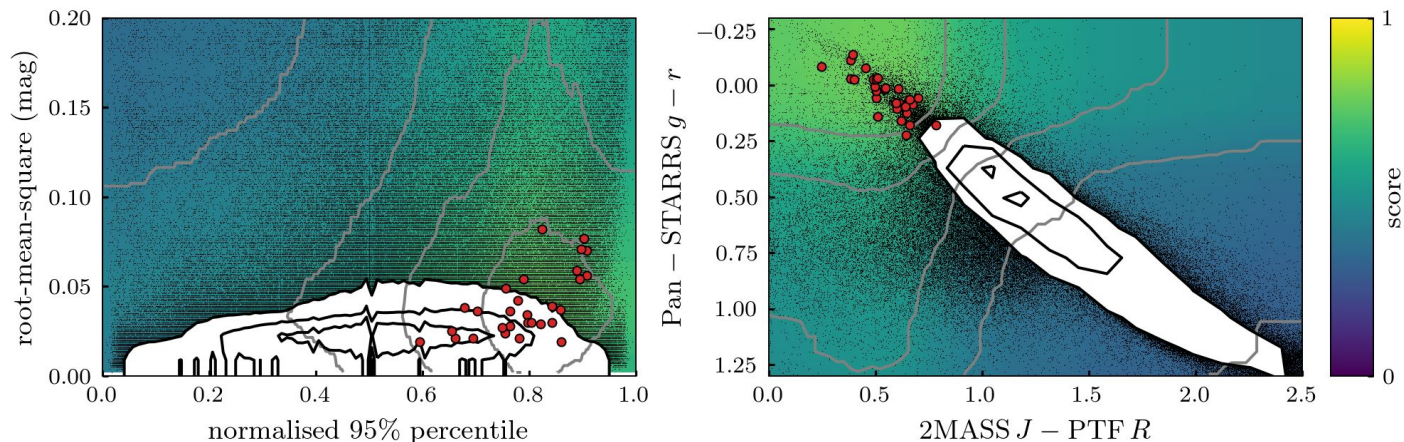 root-mean-square (mag)
0.20
0.15
0.10
0.05
0.00
0.0 0.2 0.4 0.6 0.8 1.0
normalised 95% percentile
Pan − STARRS g − r
−0.25
0.00
0.25
0.50
0.75
1.00
1.25
0.0 0.5 1.0 1.5 2.0 2.5
2MASS J − PTF R
1
score
0